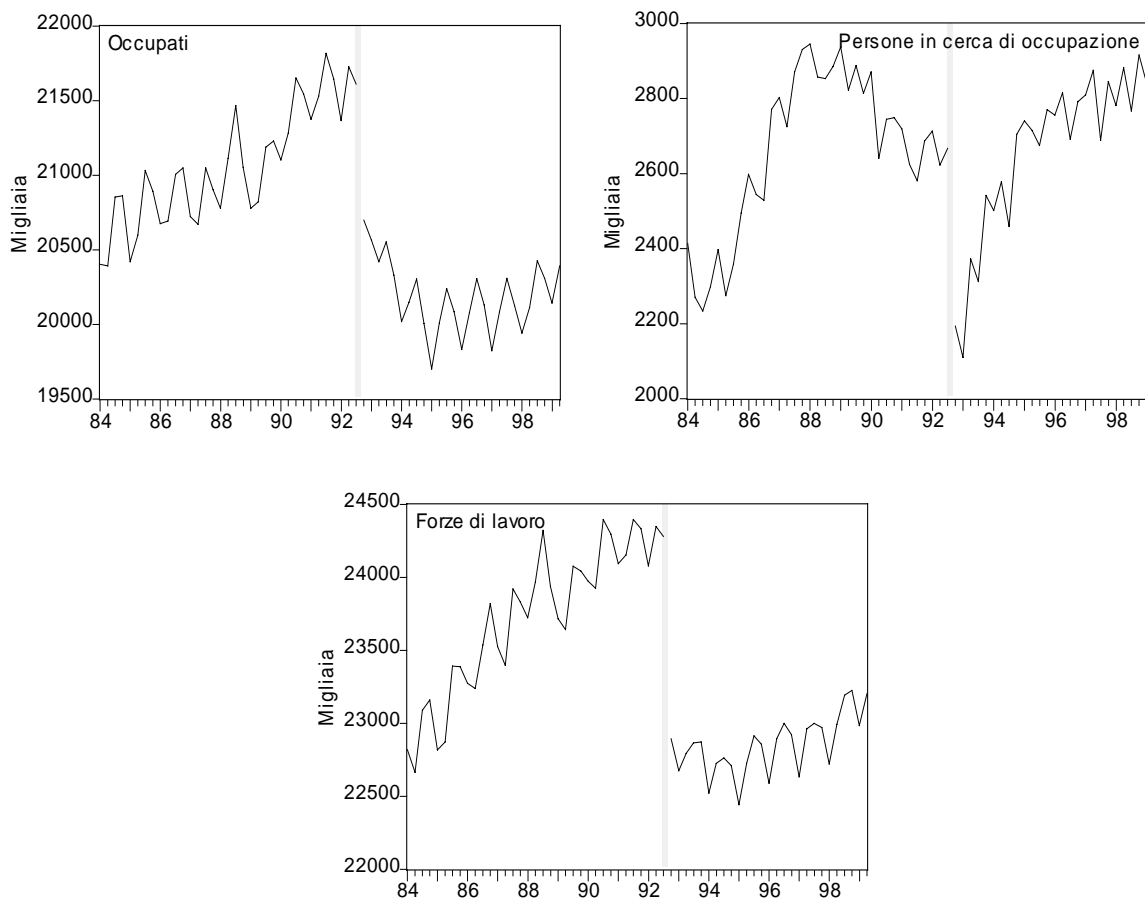 Occupati
Migliaia
22000
21500
21000
20500
20000
19500
84 86 88 90 92 94 96 98
Persone in cerca di occupazione
Migliaia
3000
2800
2600
2400
2200
2000
84 86 88 90 92 94 96 98
Forze di lavoro
Migliaia
24500
24000
23500
23000
22500
22000
84 86 88 90 92 94 96 98